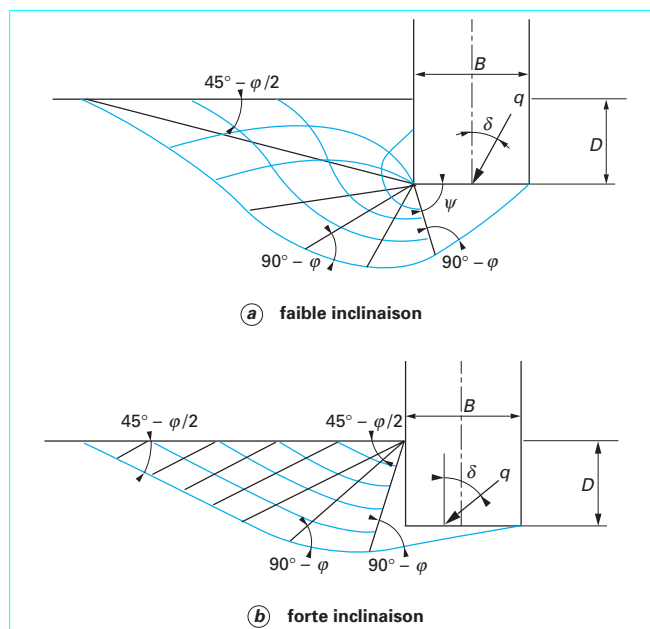 45° – φ/2
B
q
δ
D
ψ
90° – φ
90° – φ
a faible inclinaison
45° – φ/2
45° – φ/2
B
δ
q
D
90° – φ
90° – φ
b forte inclinaison